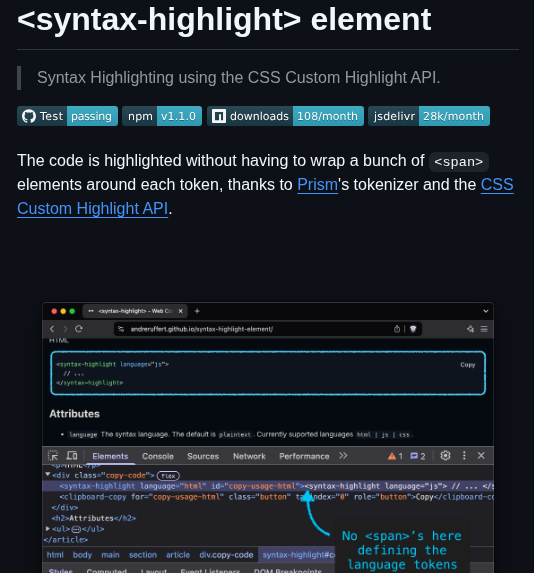 <syntax-highlight> element
Syntax Highlighting using the CSS Custom Highlight API.
Test passing npm v1.1.0 downloads 108/month jsdelivr 28k/month
The code is highlighted without having to wrap a bunch of <span>
elements around each token, thanks to Prism's tokenizer and the CSS
Custom Highlight API.
<syntax-highlight> - Web Co
andreruffert.github.io/syntax-highlight-element/
HTML
<syntax-highlight language="js"> Copy
// ...
</syntax-highlight>
Attributes
• language The syntax language. The default is plaintext. Currently supported languages html | js | css.
Elements Console Sources Network Performance 1 2
<div class="copy-code"> flex
<syntax-highlight language="html" id="copy-usage-html"><syntax-highlight language="js"> // ... </s
<clipboard-copy for="copy-usage-html" class="button" tabindex="0" role="button">Copy</clipboard-co
</div>
<h2>Attributes</h2>
<ul>…</ul>
</article>
No <span>'s here
defining the
language tokens
html body main section article div.copy-code syntax-highlight#c
Styles Computed Layout Event Listeners DOM Breakpoints